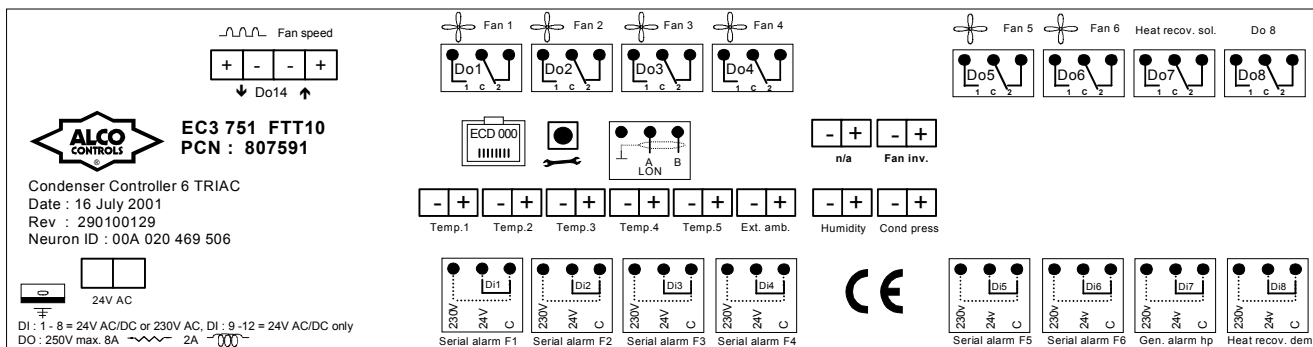 Fan speed
+ - - +
Do14
ALCO
CONTROLS
®
EC3 751 FTT10
PCN : 807591
Condenser Controller 6 TRIAC
Date : 16 July 2001
Rev : 290100129
Neuron ID : 00A 020 469 506
24V AC
DI : 1 - 8 = 24V AC/DC or 230V AC, DI : 9 -12 = 24V AC/DC only
DO : 250V max. 8A 2A
Fan 1 Fan 2 Fan 3 Fan 4
Do1 Do2 Do3 Do4
1 C 2 1 C 2 1 C 2 1 C 2
Fan 5 Fan 6 Heat recov. sol. Do 8
Do5 Do6 Do7 Do8
1 C 2 1 C 2 1 C 2 1 C 2
ECD 000
A B
LON
- + - +
n/a Fan inv.
- + - + - + - + - + - + - + - +
Temp.1 Temp.2 Temp.3 Temp.4 Temp.5 Ext. amb. Humidity Cond press
Di1 Di2 Di3 Di4
230V 24V C 230V 24V C 230V 24V C 230V 24V C
Serial alarm F1 Serial alarm F2 Serial alarm F3 Serial alarm F4
CE
Di5 Di6 Di7 Di8
230v 24v C 230v 24v C 230v 24v C 230v 24v C
Serial alarm F5 Serial alarm F6 Gen. alarm hp Heat recov. dem.